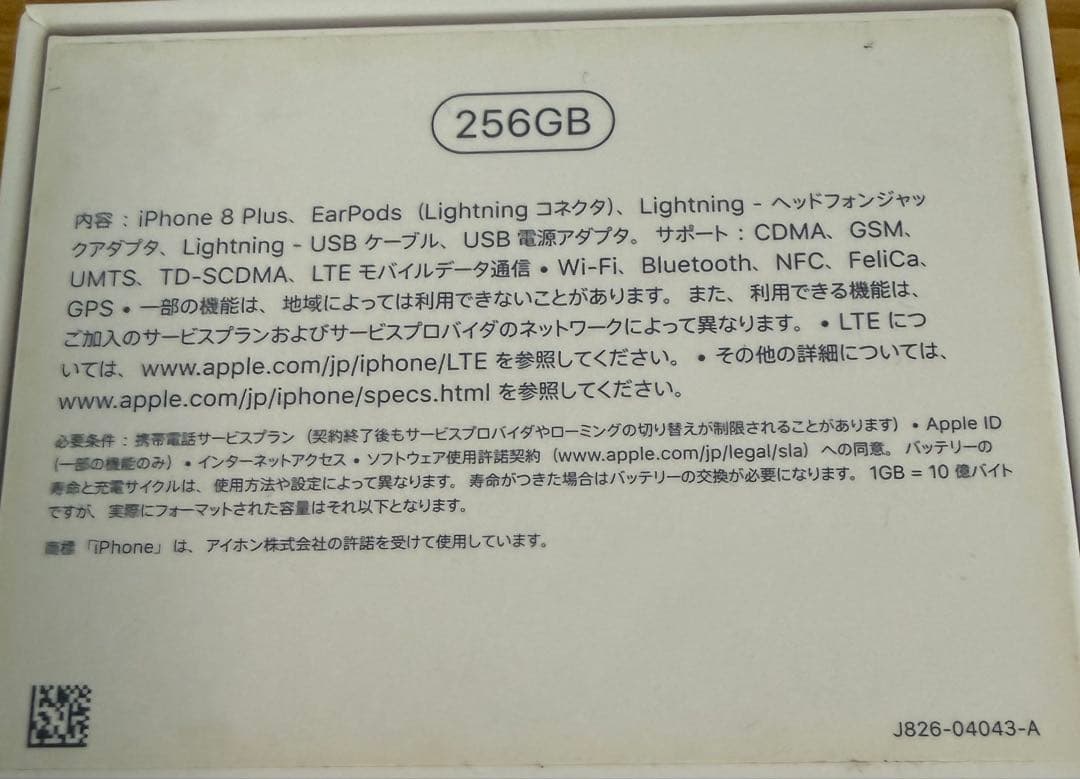 256GB
内容：iPhone 8 Plus、EarPods（Lightning コネクタ）、Lightning - ヘッドフォンジャッ
クアダプタ、Lightning - USB ケーブル、USB 電源アダプタ。サポート：CDMA、GSM、
UMTS、TD-SCDMA、LTE モバイルデータ通信 • Wi-Fi、Bluetooth、NFC、FeliCa、
GPS • 一部の機能は、地域によっては利用できないことがあります。また、利用できる機能は、
ご加入のサービスプランおよびサービスプロバイダのネットワークによって異なります。 • LTE につ
いては、www.apple.com/jp/iphone/LTE を参照してください。 • その他の詳細については、
www.apple.com/jp/iphone/specs.html を参照してください。
必要条件：携帯電話サービスプラン（契約終了後もサービスプロバイダやローミングの切り替えが制限されることがあります） • Apple ID
（一部の機能のみ） • インターネットアクセス • ソフトウェア使用許諾契約（www.apple.com/jp/legal/sla）への同意。バッテリーの
寿命と充電サイクルは、使用方法や設定によって異なります。寿命がつきた場合はバッテリーの交換が必要になります。1GB = 10 億バイト
ですが、実際にフォーマットされた容量はそれ以下となります。
商標「iPhone」は、アイホン株式会社の許諾を受けて使用しています。
J826-04043-A